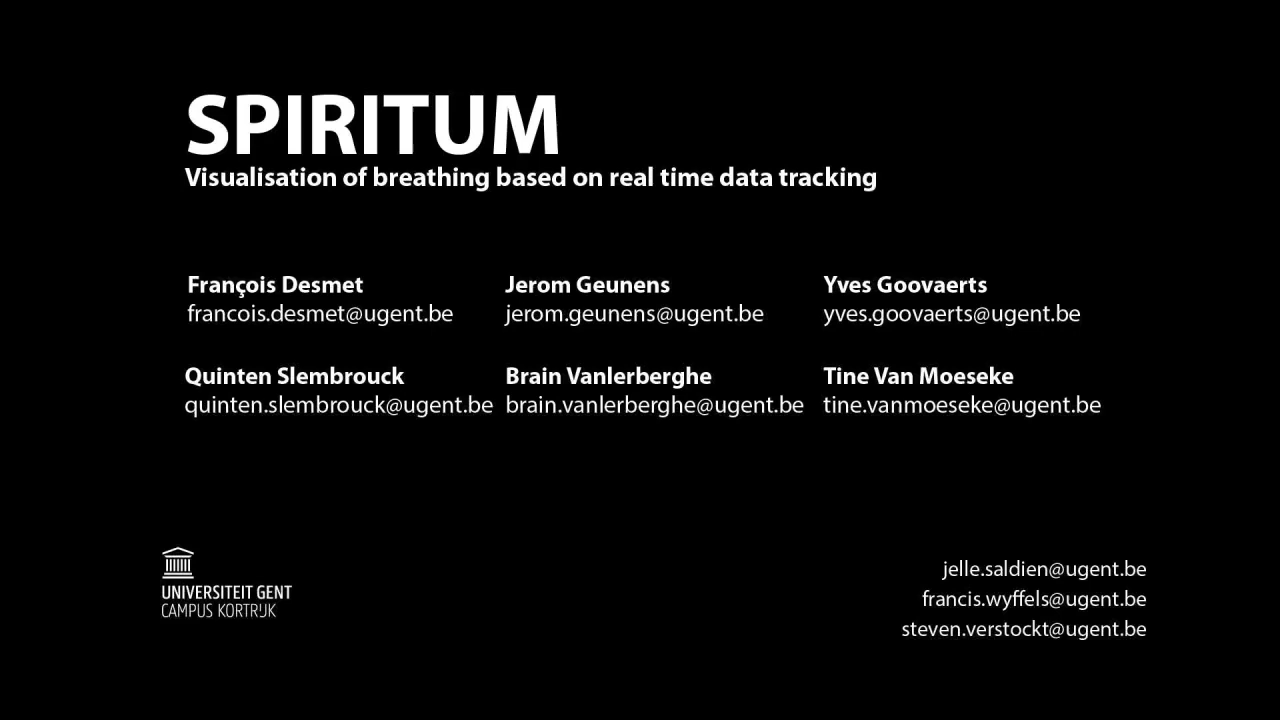 SPIRITUM
Visualisation of breathing based on real time data tracking
François Desmet
francois.desmet@ugent.be
Jerom Geunens
jerom.geunens@ugent.be
Yves Goovaerts
yves.goovaerts@ugent.be
Quinten Slembrouck
quinten.slembrouck@ugent.be
Brain Vanlerberghe
brain.vanlerberghe@ugent.be
Tine Van Moeseke
tine.vanmoeseke@ugent.be
UNIVERSITEIT GENT
CAMPUS KORTRIJK
jelle.saldien@ugent.be
francis.wyffels@ugent.be
steven.verstockt@ugent.be